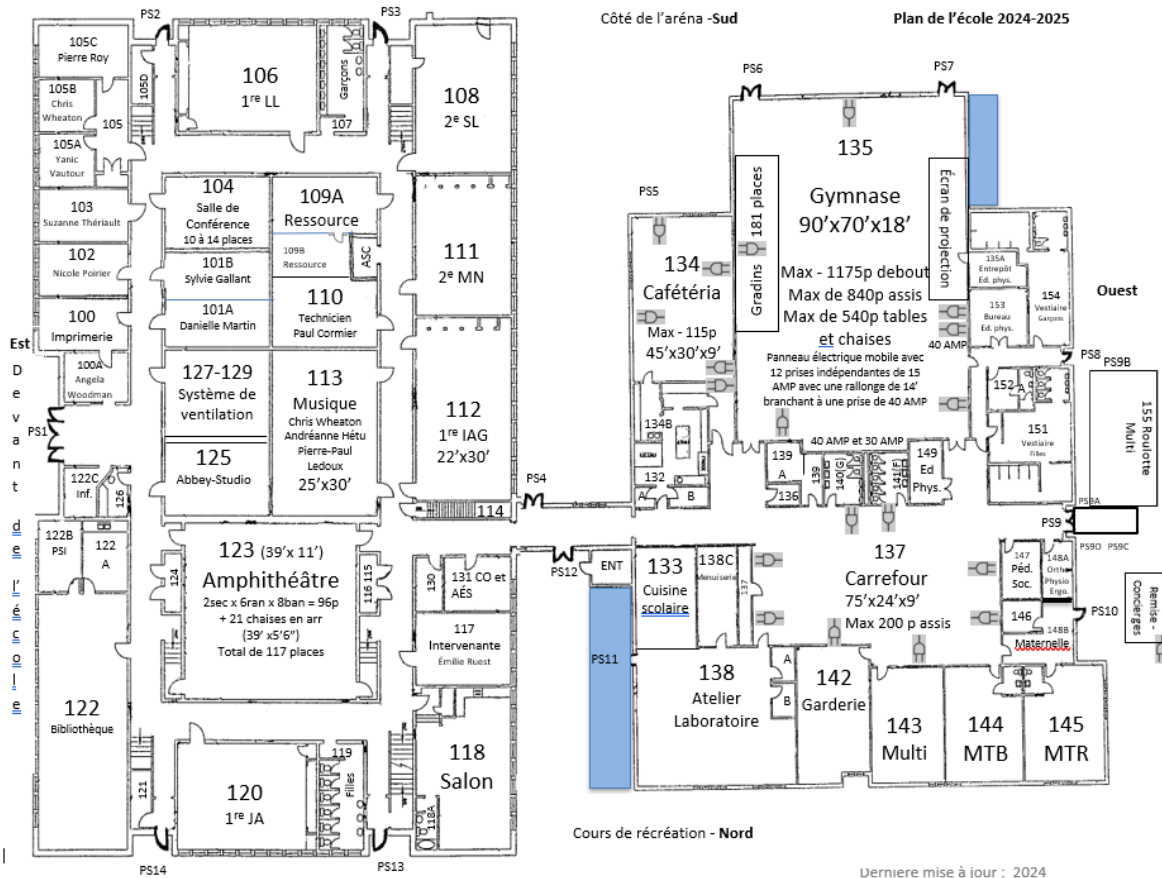 Côté de l'aréna -Sud
Plan de l'école 2024-2025
PS2
PS3
105C
Pierre Roy
105B
Chris
Wheaton
105A
Yanic
Vautour
105
105D
106
1re LL
Garçons
107
108
2e SL
103
Suzanne Thériault
102
Nicole Poirier
100
Imprimerie
100A
Angela
Woodman
104
Salle de
Conférence
10 à 14 places
101B
Sylvie Gallant
101A
Danielle Martin
109A
Ressource
109B
Ressource
ASC
110
Technicien
Paul Cormier
111
2e MN
127-129
Système de
ventilation
125
Abbey-Studio
113
Musique
Chris Wheaton
Andréanne Hétu
Pierre-Paul
Ledoux
25'x30'
112
1re IAG
22'x30'
114
Est
Devant de l'école
PS1
122C
Inf.
126
122B
PSI
122
A
122
Bibliothèque
124
123 (39'x 11')
Amphithéâtre
2sec x 6ran x 8ban = 96p
+ 21 chaises en arr
(39' x5'6")
Total de 117 places
116 115
130
131 CO et
AÉS
117
Intervenante
Émilie Ruest
118
Salon
118A
119
Filles
120
1re JA
121
PS14
PS13
PS4
PS12
PS5
PS6
PS7
134
Cafétéria
Max - 115p
45'x30'x9'
134B
132
A
B
181 places
Gradins
135
Gymnase
90'x70'x18'
Max - 1175p debout
Max de 840p assis
Max de 540p tables
et chaises
Panneau électrique mobile avec
12 prises indépendantes de 15
AMP avec une rallonge de 14'
branchant à une prise de 40 AMP
Écran de projection
40 AMP
40 AMP et 30 AMP
135A
Entrepôt
Ed. phys.
153
Bureau
Ed. phys.
154
Vestiaire
Garçons
Ouest
PS8
PS9B
152
A
151
Vestiaire
Filles
155 Roulotte
Multi
139
A
136
139
140(G)
141(F)
149
Ed
Phys.
PS9A
PS9
PS9D
PS9C
ENT
133
Cuisine
scolaire
138C
Menuiserie
137
137
Carrefour
75'x24'x9'
Max 200 p assis
147
Péd.
Soc.
148A
Ortho
Physio
Ergo.
146
148B
Maternelle
PS10
Remise -
Concierges
PS11
138
Atelier
Laboratoire
A
B
142
Garderie
143
Multi
144
MTB
145
MTR
Cours de récréation - Nord
Dernière mise à jour : 2024